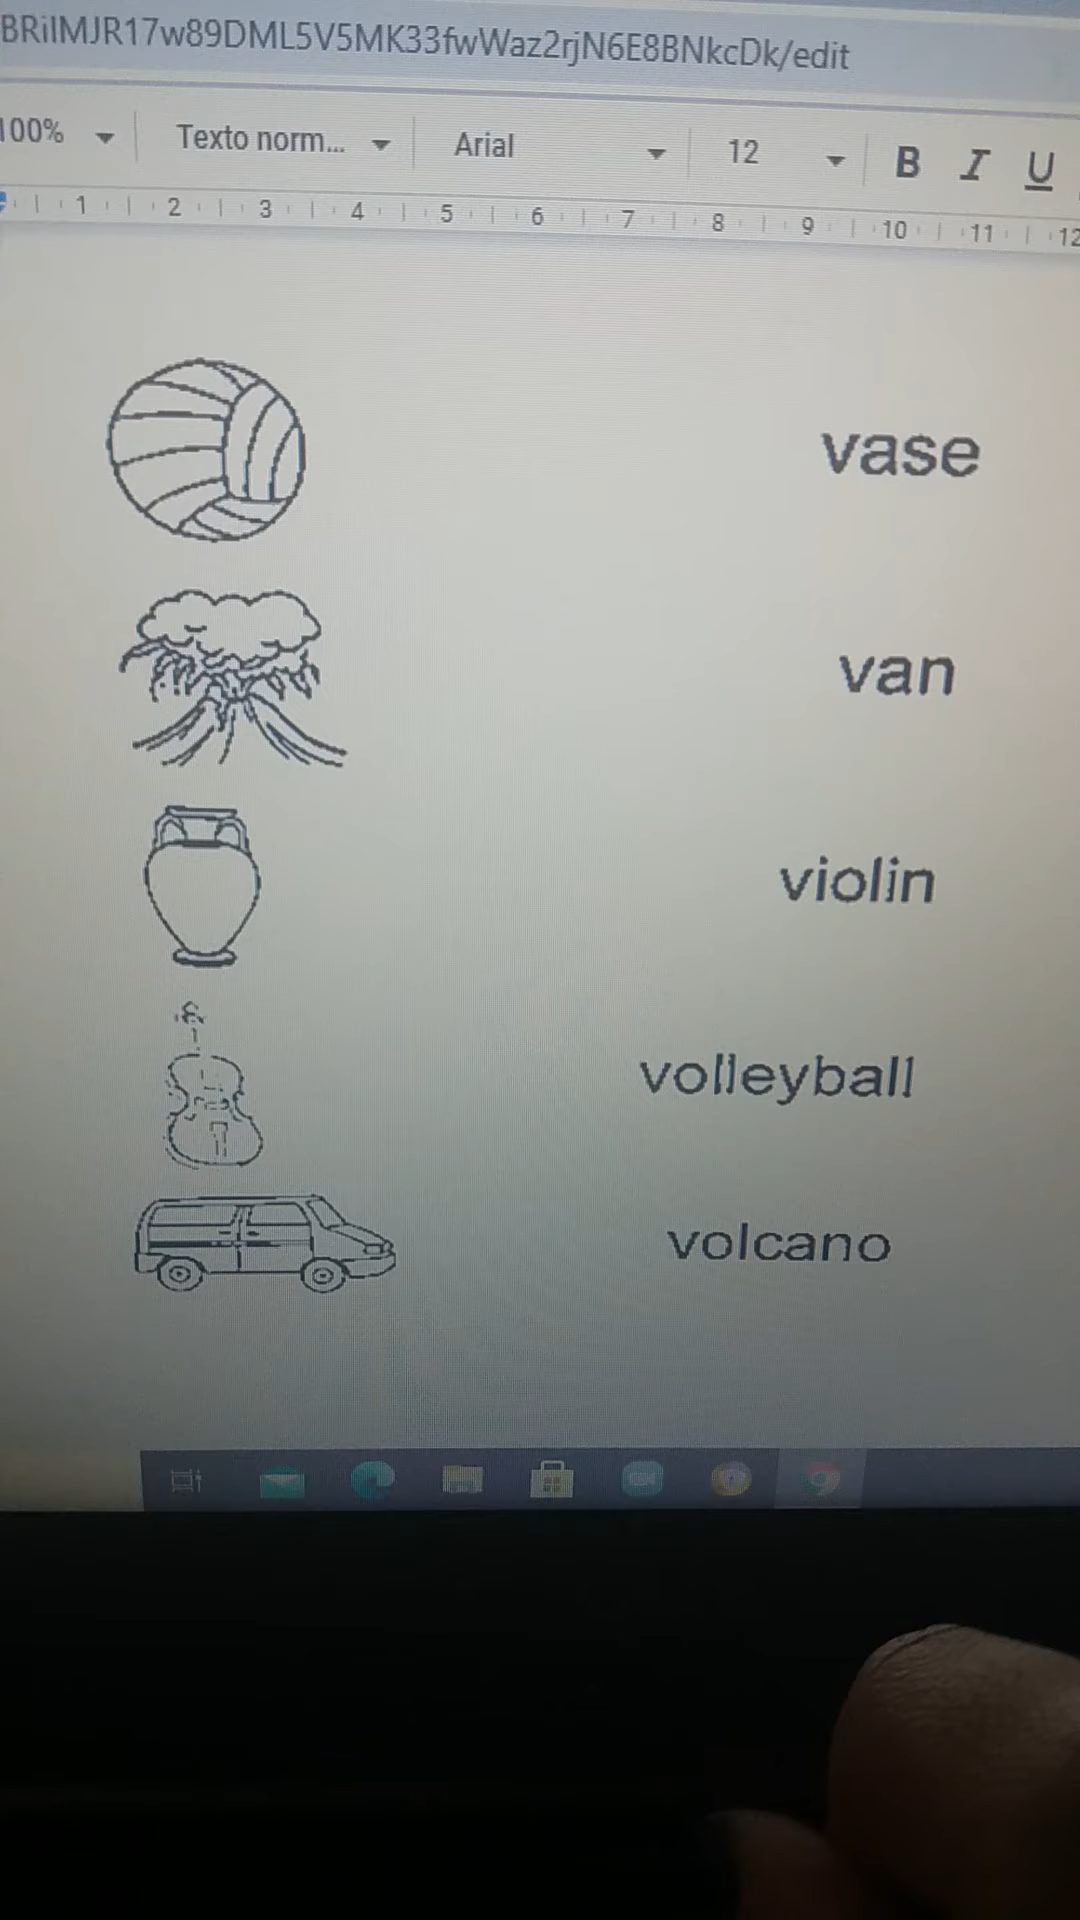 BRiIMJR17w89DML5V5MK33fwWaz2rjN6E8BNkcDk/edit
100% Texto norm... Arial 12 B I U
1 2 3 4 5 6 7 8 9 10 11 12
vase
van
violin
volleyball
volcano